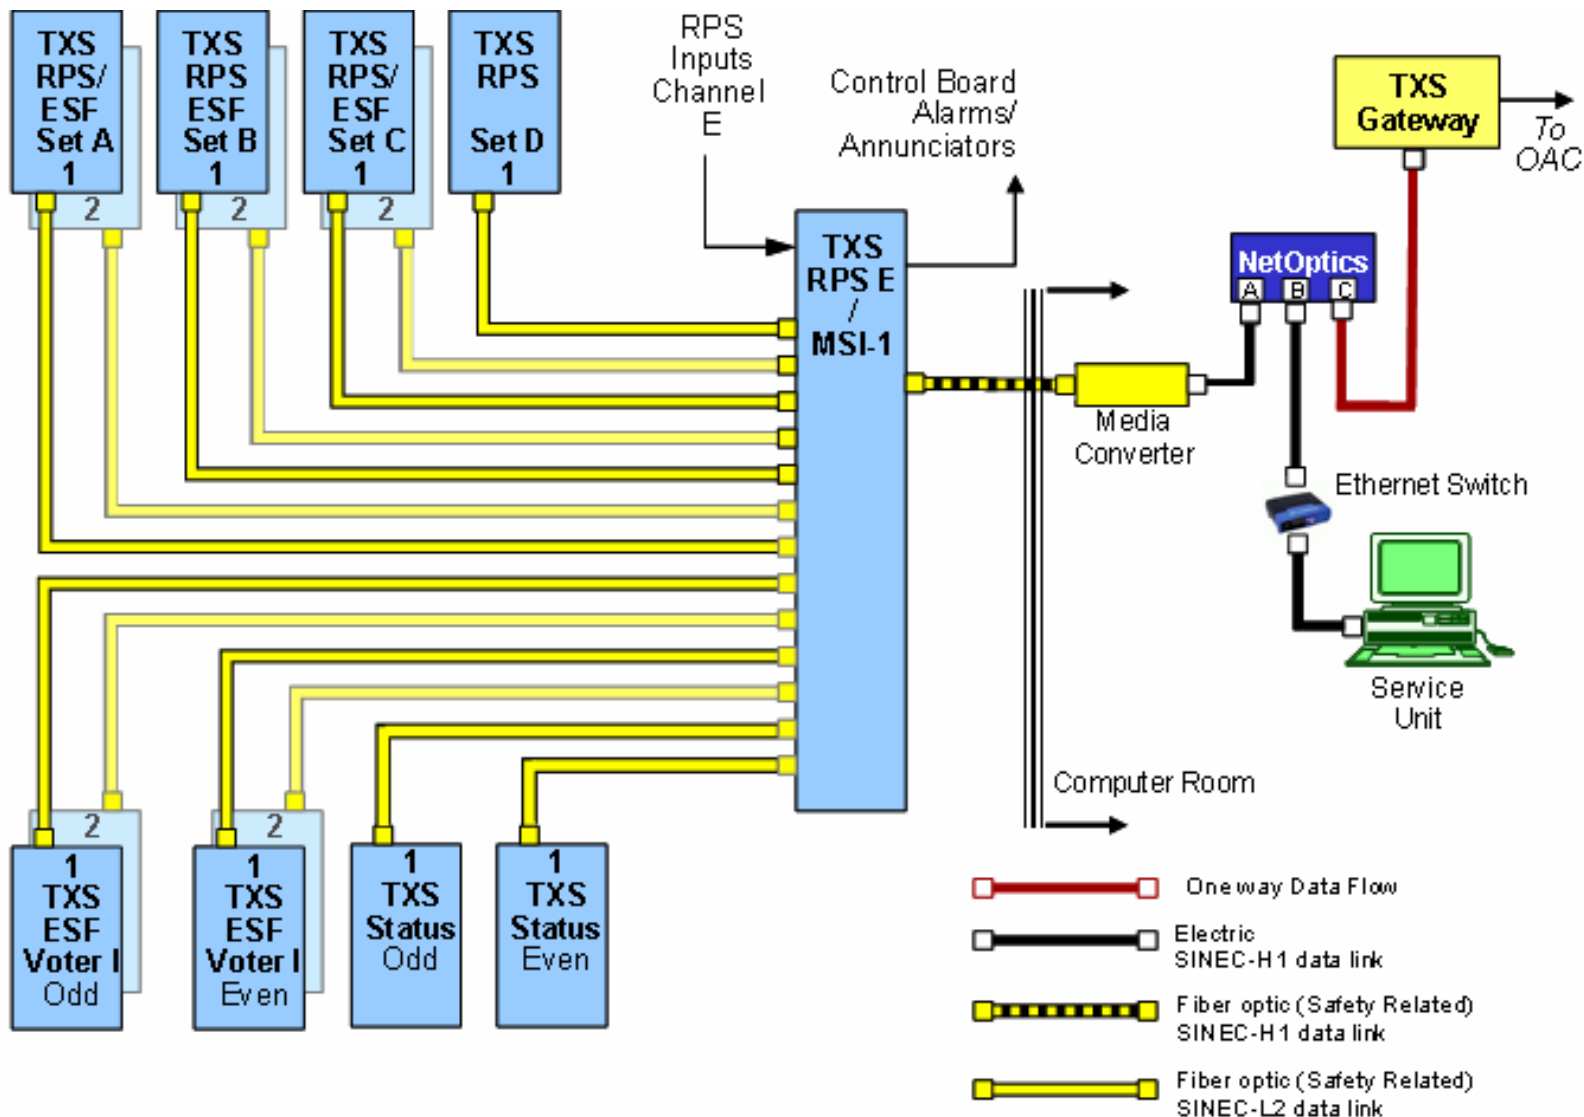 TXS
RPS/
ESF
Set A
1
2
TXS
RPS
ESF
Set B
1
2
TXS
RPS/
ESF
Set C
1
2
TXS
RPS
Set D
1
RPS
Inputs
Channel
E
Control Board
Alarms/
Annunciators
TXS
Gateway
To
OAC
NetOptics
A
B
C
TXS
RPS E
/
MSI-1
Media
Converter
Ethernet Switch
Service
Unit
Computer Room
2
1
TXS
ESF
Voter I
Odd
2
1
TXS
ESF
Voter I
Even
1
TXS
Status
Odd
1
TXS
Status
Even
One way Data Flow
Electric
SINEC-H1 data link
Fiber optic (Safety Related)
SINEC-H1 data link
Fiber optic (Safety Related)
SINEC-L2 data link